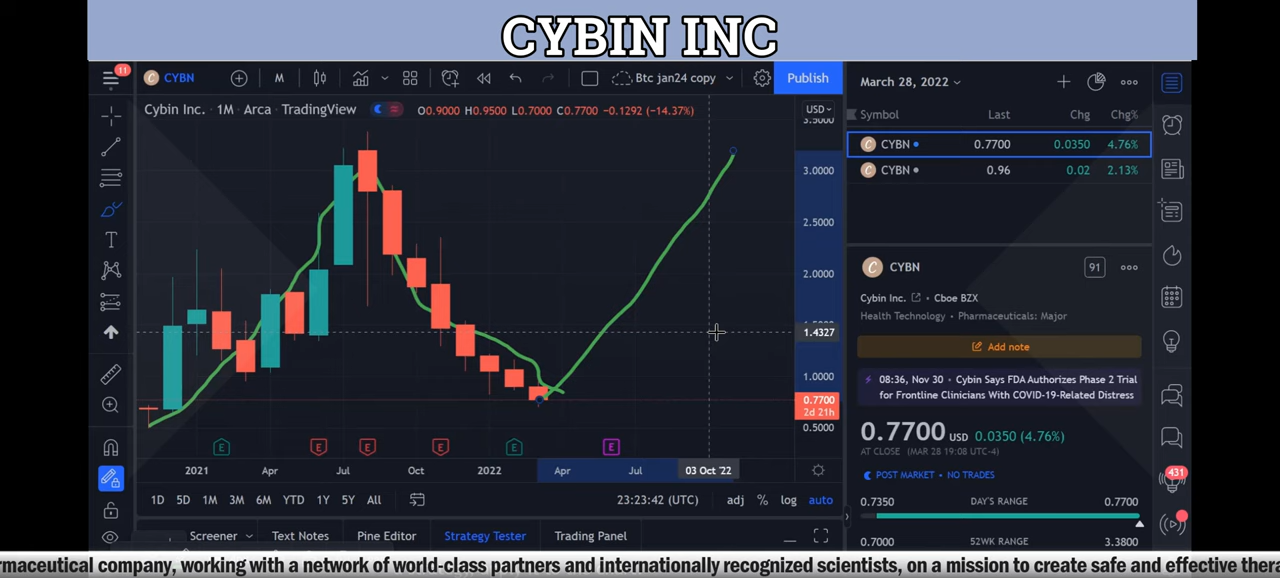 CYBIN INC
11
CYBN
M
Btc jan24 copy
Publish
Cybin Inc. · 1M · Arca · TradingView
O0.9000 H0.9500 L0.7000 C0.7700 -0.1292 (-14.37%)
USD
3.5000
3.0000
2.5000
2.0000
1.4327
1.0000
0.7700
2d 21h
0.5000
E E E E E E
2021 Apr Jul Oct 2022 Apr Jul 03 Oct '22
1D 5D 1M 3M 6M YTD 1Y 5Y All
23:23:42 (UTC)
adj % log auto
Screener Text Notes Pine Editor Strategy Tester Trading Panel
March 28, 2022
Symbol Last Chg Chg%
CYBN 0.7700 0.0350 4.76%
CYBN 0.96 0.02 2.13%
CYBN
91
Cybin Inc. · Cboe BZX
Health Technology · Pharmaceuticals: Major
Add note
08:36, Nov 30 · Cybin Says FDA Authorizes Phase 2 Trial
for Frontline Clinicians With COVID-19-Related Distress
0.7700 USD 0.0350 (4.76%)
AT CLOSE (MAR 28 19:08 UTC-4)
POST MARKET · NO TRADES
0.7350 DAY'S RANGE 0.7700
0.7000 52WK RANGE 3.3800
431
rmaceutical company, working with a network of world-class partners and internationally recognized scientists, on a mission to create safe and effective thera